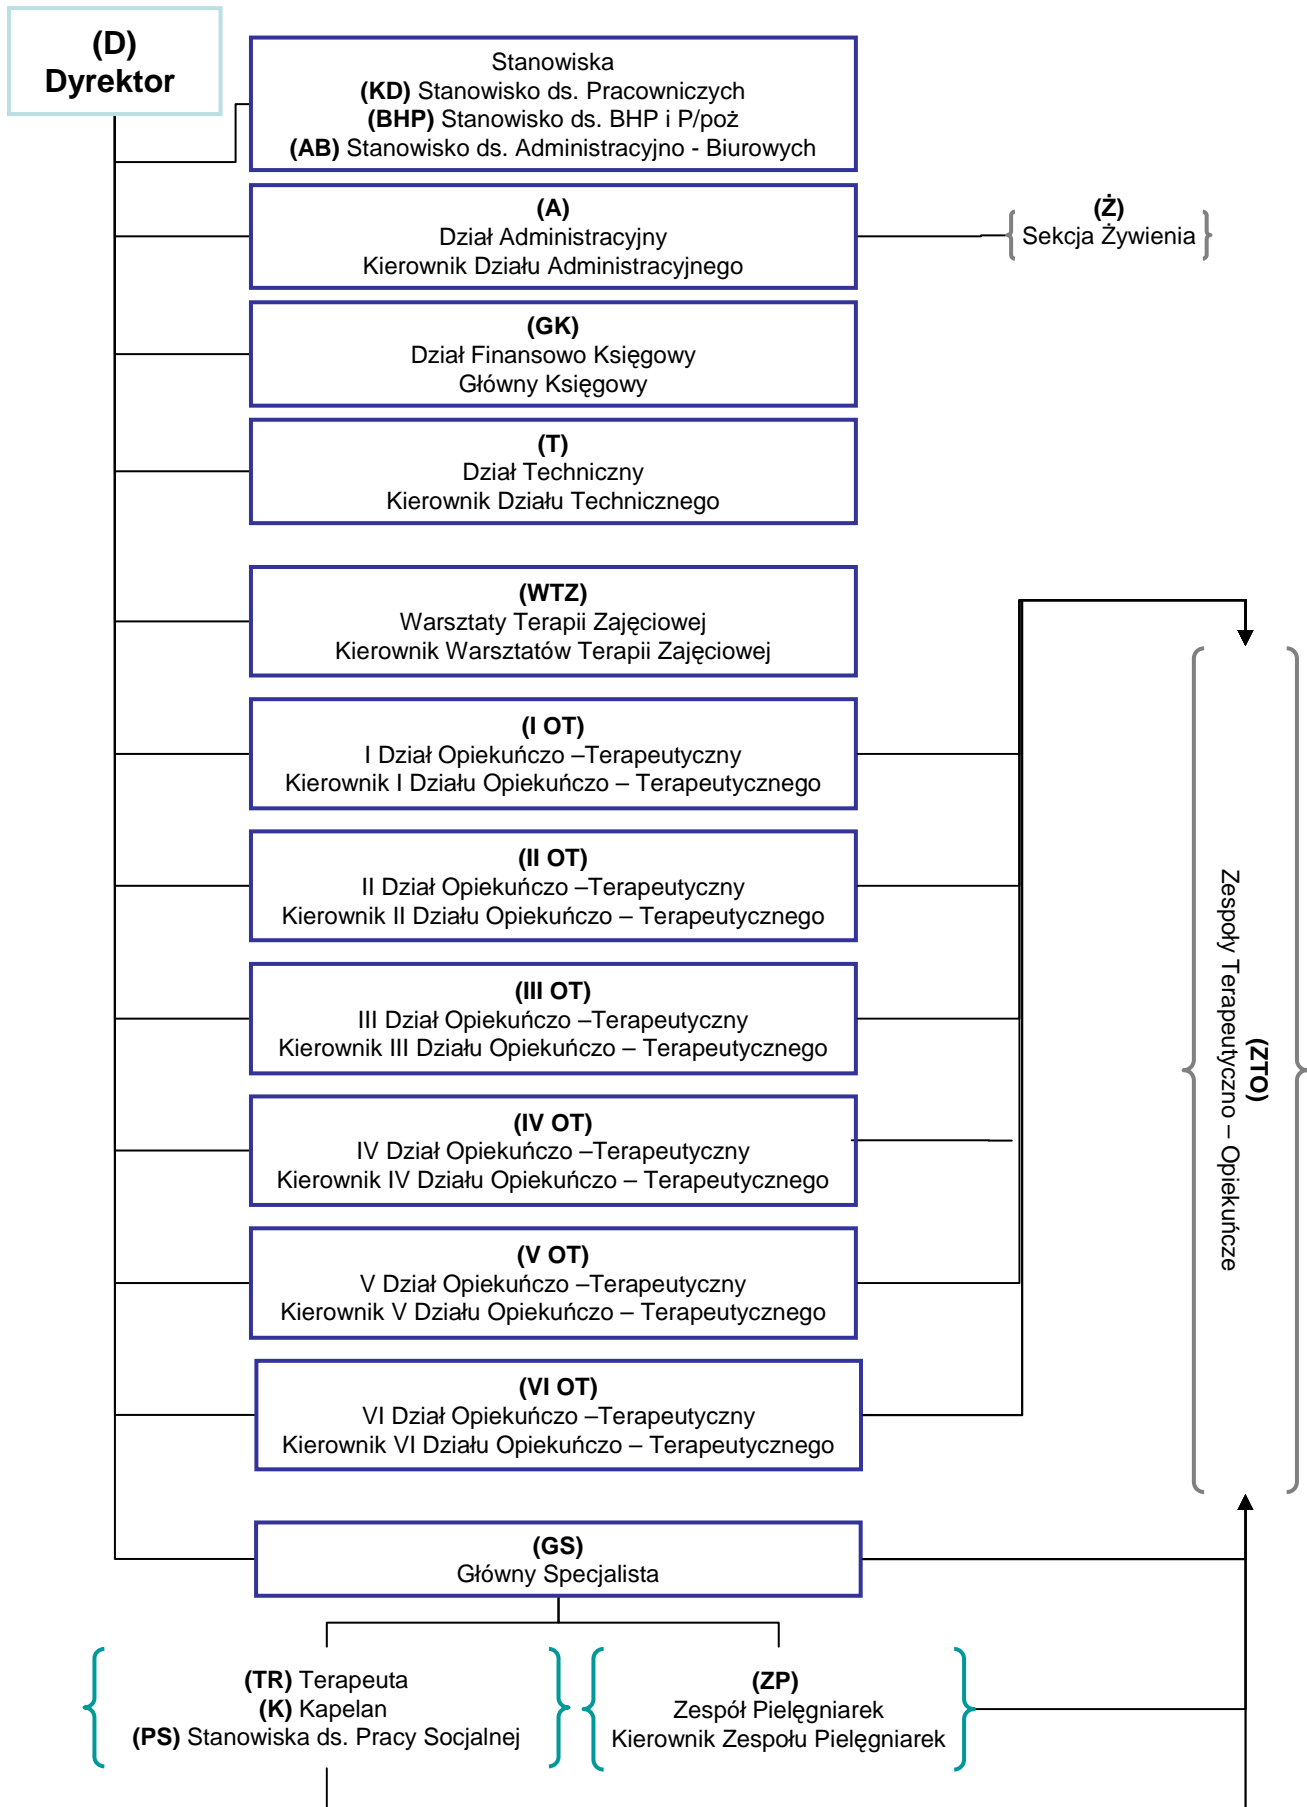 (D)
Dyrektor
Stanowiska
(KD) Stanowisko ds. Pracowniczych
(BHP) Stanowisko ds. BHP i P/poż
(AB) Stanowisko ds. Administracyjno - Biurowych
(A)
Dział Administracyjny
Kierownik Działu Administracyjnego
(Ż)
Sekcja Żywienia
(GK)
Dział Finansowo Księgowy
Główny Księgowy
(T)
Dział Techniczny
Kierownik Działu Technicznego
(WTZ)
Warsztaty Terapii Zajęciowej
Kierownik Warsztatów Terapii Zajęciowej
(I OT)
I Dział Opiekuńczo –Terapeutyczny
Kierownik I Działu Opiekuńczo – Terapeutycznego
(II OT)
II Dział Opiekuńczo –Terapeutyczny
Kierownik II Działu Opiekuńczo – Terapeutycznego
(III OT)
III Dział Opiekuńczo –Terapeutyczny
Kierownik III Działu Opiekuńczo – Terapeutycznego
(IV OT)
IV Dział Opiekuńczo –Terapeutyczny
Kierownik IV Działu Opiekuńczo – Terapeutycznego
(V OT)
V Dział Opiekuńczo –Terapeutyczny
Kierownik V Działu Opiekuńczo – Terapeutycznego
(VI OT)
VI Dział Opiekuńczo –Terapeutyczny
Kierownik VI Działu Opiekuńczo – Terapeutycznego
(ZTO)
Zespoły Terapeutyczno – Opiekuńcze
(GS)
Główny Specjalista
(TR) Terapeuta
(K) Kapelan
(PS) Stanowiska ds. Pracy Socjalnej
(ZP)
Zespół Pielęgniarek
Kierownik Zespołu Pielęgniarek